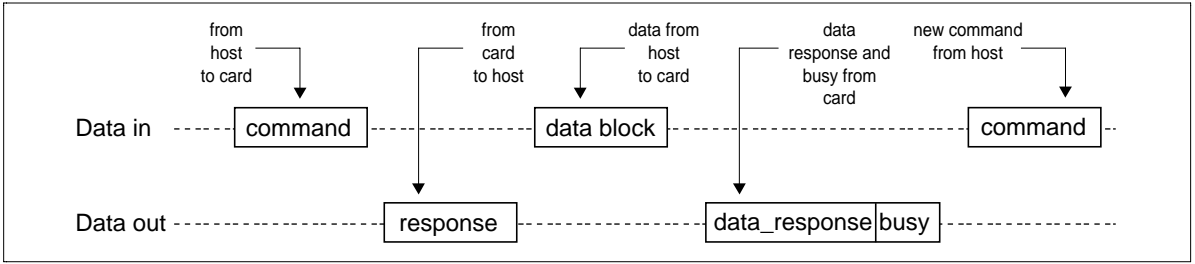 from
host
to card
from
card
to host
data from
host
to card
data
response and
busy from
card
new command
from host
Data in
command
data block
command
Data out
response
data_response
busy